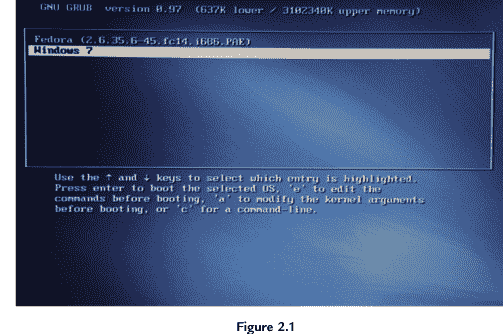 GNU GRUB version 0.97 (637K lower / 3102340K upper memory)
Fedora (2.6.35.6-45.fc14.i686.PAE)
Windows 7
Use the ↑ and ↓ keys to select which entry is highlighted.
Press enter to boot the selected OS, 'e' to edit the
commands before booting, 'a' to modify the kernel arguments
before booting, or 'c' for a command-line.
Figure 2.1